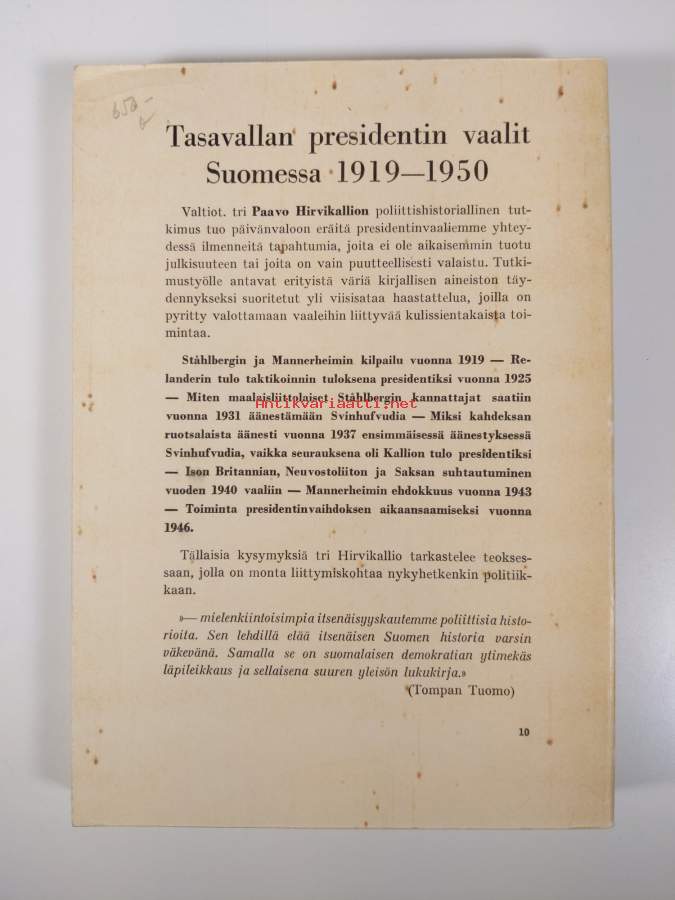 650:-
Tasavallan presidentin vaalit
Suomessa 1919—1950
Valtiot. tri Paavo Hirvikallion poliittishistoriallinen tut-
kimus tuo päivänvaloon eräitä presidentinvaaliemme yhtey-
dessä ilmenneitä tapahtumia, joita ei ole aikaisemmin tuotu
julkisuuteen tai joita on vain puutteellisesti valaistu. Tutki-
mustyölle antavat erityistä väriä kirjallisen aineiston täy-
dennykseksi suoritetut yli viisisataa haastattelua, joilla on
pyritty valottamaan vaaleihin liittyvää kulissientakaista toi-
mintaa.
Ståhlbergin ja Mannerheimin kilpailu vuonna 1919 — Re-
landerin tulo taktikoinnin tuloksena presidentiksi vuonna 1925
— Miten maalaisliittolaiset Ståhlbergin kannattajat saatiin
Antikvariaatti.net
vuonna 1931 äänestämään Svinhufvudia — Miksi kahdeksan
ruotsalaista äänesti vuonna 1937 ensimmäisessä äänestyksessä
Svinhufvudia, vaikka seurauksena oli Kallion tulo presidentiksi
— Ison Britannian, Neuvostoliiton ja Saksan suhtautuminen
vuoden 1940 vaaliin — Mannerheimin ehdokkuus vuonna 1943
— Toiminta presidentinvaihdoksen aikaansaamiseksi vuonna
1946.
Tällaisia kysymyksiä tri Hirvikallio tarkastelee teokses-
saan, jolla on monta liittymiskohtaa nykyhetkenkin politiik-
kaan.
»— mielenkiintoisimpia itsenäisyyskautemme poliittisia histo-
rioita. Sen lehdillä elää itsenäisen Suomen historia varsin
väkevänä. Samalla se on suomalaisen demokratian ytimekäs
läpileikkaus ja sellaisena suuren yleisön lukukirja.»
(Tompan Tuomo)
10